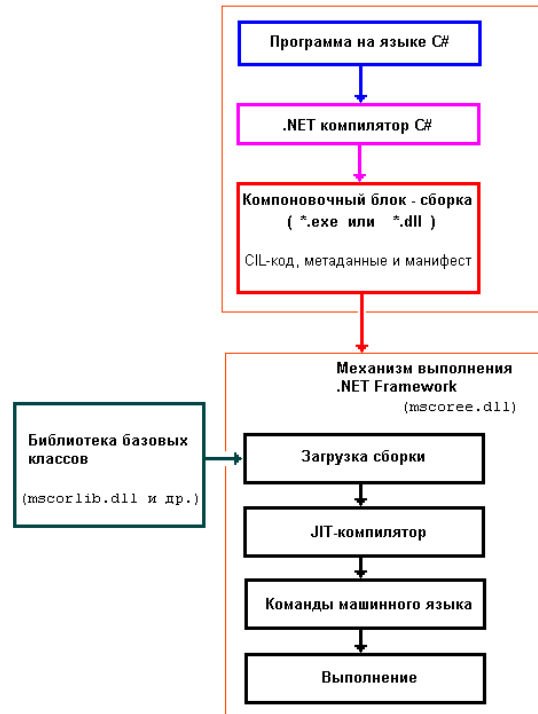 Программа на языке C#
.NET компилятор C#
Компоновочный блок - сборка
( *.exe или *.dll )
CIL-код, метаданные и манифест
Механизм выполнения
.NET Framework
(mscoree.dll)
Библиотека базовых
классов
(mscorlib.dll и др.)
Загрузка сборки
JIT-компилятор
Команды машинного языка
Выполнение